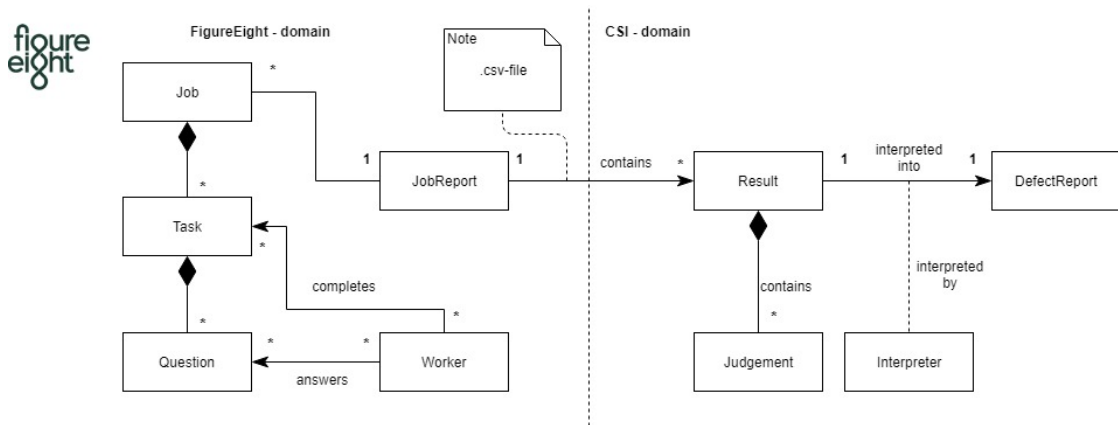 figure
eight
FigureEight - domain
CSI - domain
Note
.csv-file
Job
*
*
1
JobReport
1
contains
*
Result
1
interpreted
into
1
DefectReport
Task
*
completes
interpreted
by
contains
*
*
*
*
*
Question
answers
Worker
Judgement
Interpreter